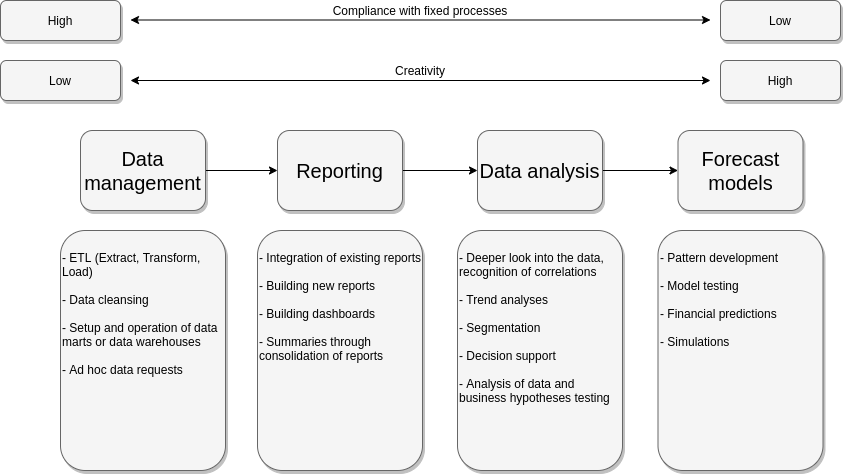 High
Compliance with fixed processes
Low
Low
Creativity
High
Data
management
Reporting
Data analysis
Forecast
models
- ETL (Extract, Transform,
Load)
- Data cleansing
- Setup and operation of data
marts or data warehouses
- Ad hoc data requests
- Integration of existing reports
- Building new reports
- Building dashboards
- Summaries through
consolidation of reports
- Deeper look into the data,
recognition of correlations
- Trend analyses
- Segmentation
- Decision support
- Analysis of data and
business hypotheses testing
- Pattern development
- Model testing
- Financial predictions
- Simulations